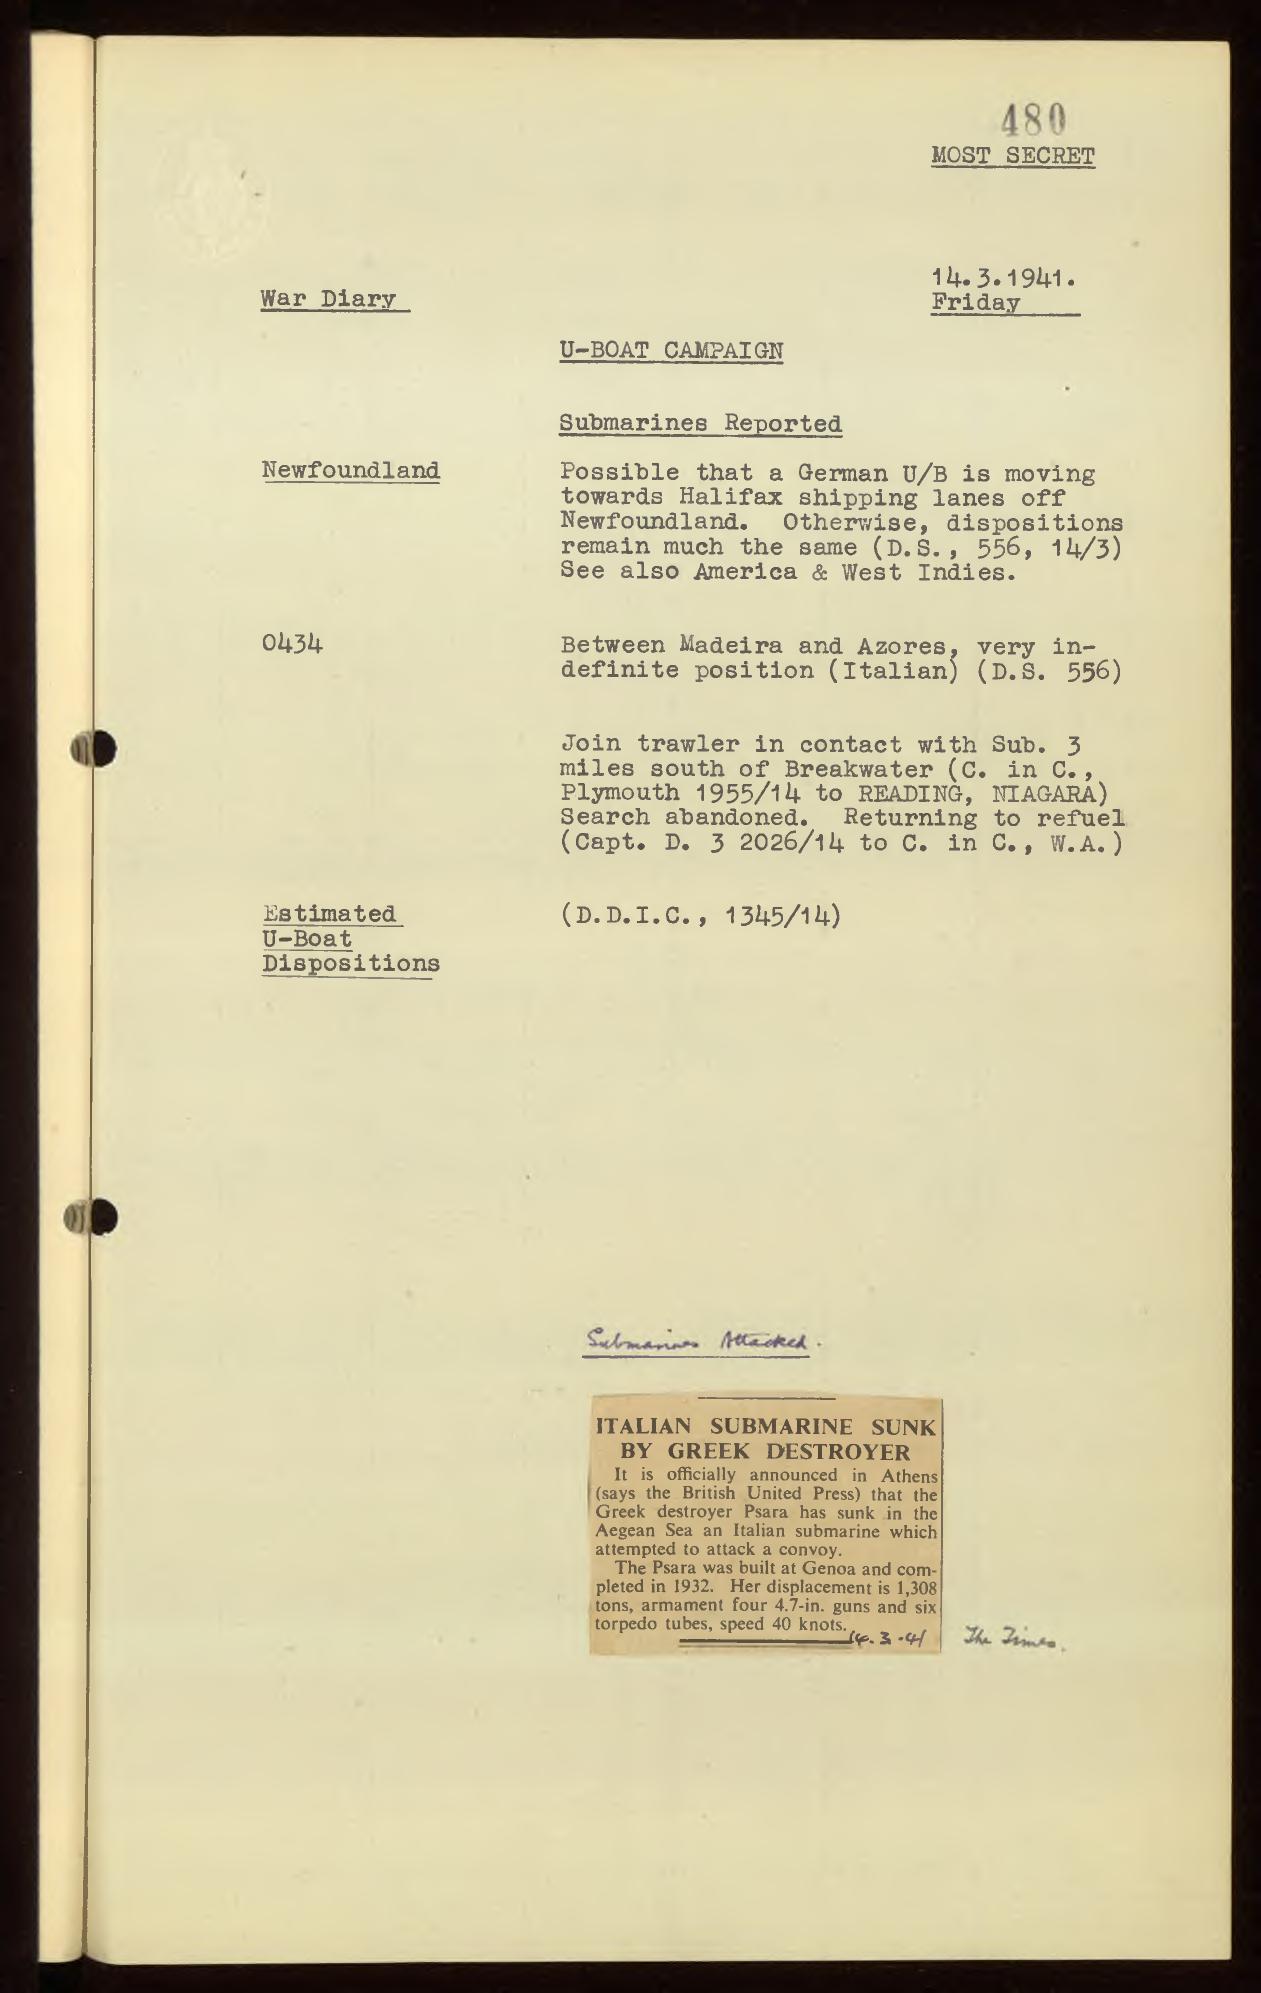 480
MOST SECRET
14.3.1941.
Friday
War Diary
U-BOAT CAMPAIGN
Submarines Reported
Newfoundland
Possible that a German U/B is moving
towards Halifax shipping lanes off
Newfoundland. Otherwise, dispositions
remain much the same (D.S., 556, 14/3)
See also America & West Indies.
0434
Between Madeira and Azores, very in-
definite position (Italian) (D.S. 556)
Join trawler in contact with Sub. 3
miles south of Breakwater (C. in C.,
Plymouth 1955/14 to READING, NIAGARA)
Search abandoned. Returning to refuel
(Capt. D. 3 2026/14 to C. in C., W.A.)
Estimated
U-Boat
Dispositions
(D.D.I.C., 1345/14)
Submarines Attacked.
ITALIAN SUBMARINE SUNK
BY GREEK DESTROYER
It is officially announced in Athens
(says the British United Press) that the
Greek destroyer Psara has sunk in the
Aegean Sea an Italian submarine which
attempted to attack a convoy.
The Psara was built at Genoa and com-
pleted in 1932. Her displacement is 1,308
tons, armament four 4.7-in. guns and six
torpedo tubes, speed 40 knots.
14.3.41
The Times.